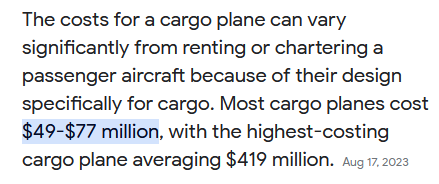 The costs for a cargo plane can vary
significantly from renting or chartering a
passenger aircraft because of their design
specifically for cargo. Most cargo planes cost
$49-$77 million, with the highest-costing
cargo plane averaging $419 million. Aug 17, 2023